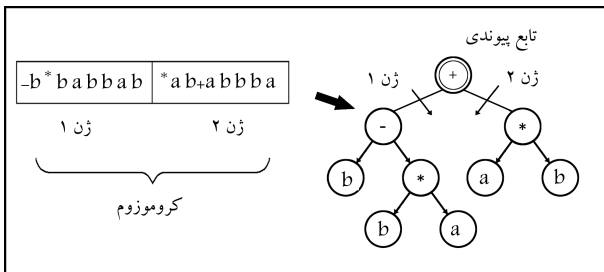 تابع پیوندی
ژن ۱ ژن ۲
+
-b*babbab *ab+abbba
ژن ۱ ژن ۲
کروموزوم
- *
b * a b
b a